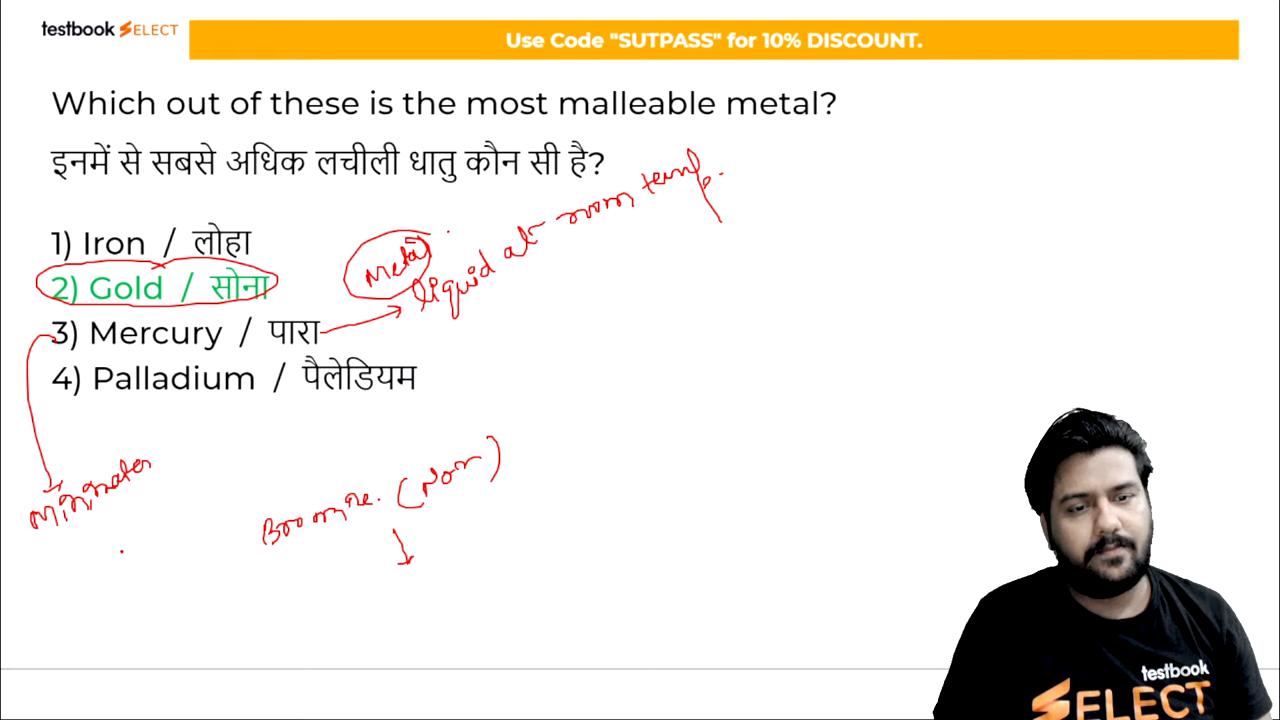 testbook SELECT
Use Code "SUTPASS" for 10% DISCOUNT.
Which out of these is the most malleable metal?
इनमें से सबसे अधिक लचीली धातु कौन सी है?
1) Iron / लोहा
2) Gold / सोना
3) Mercury / पारा
4) Palladium / पैलेडियम
Metal
liquid at room temp.
(Non)
testbook
SELECT